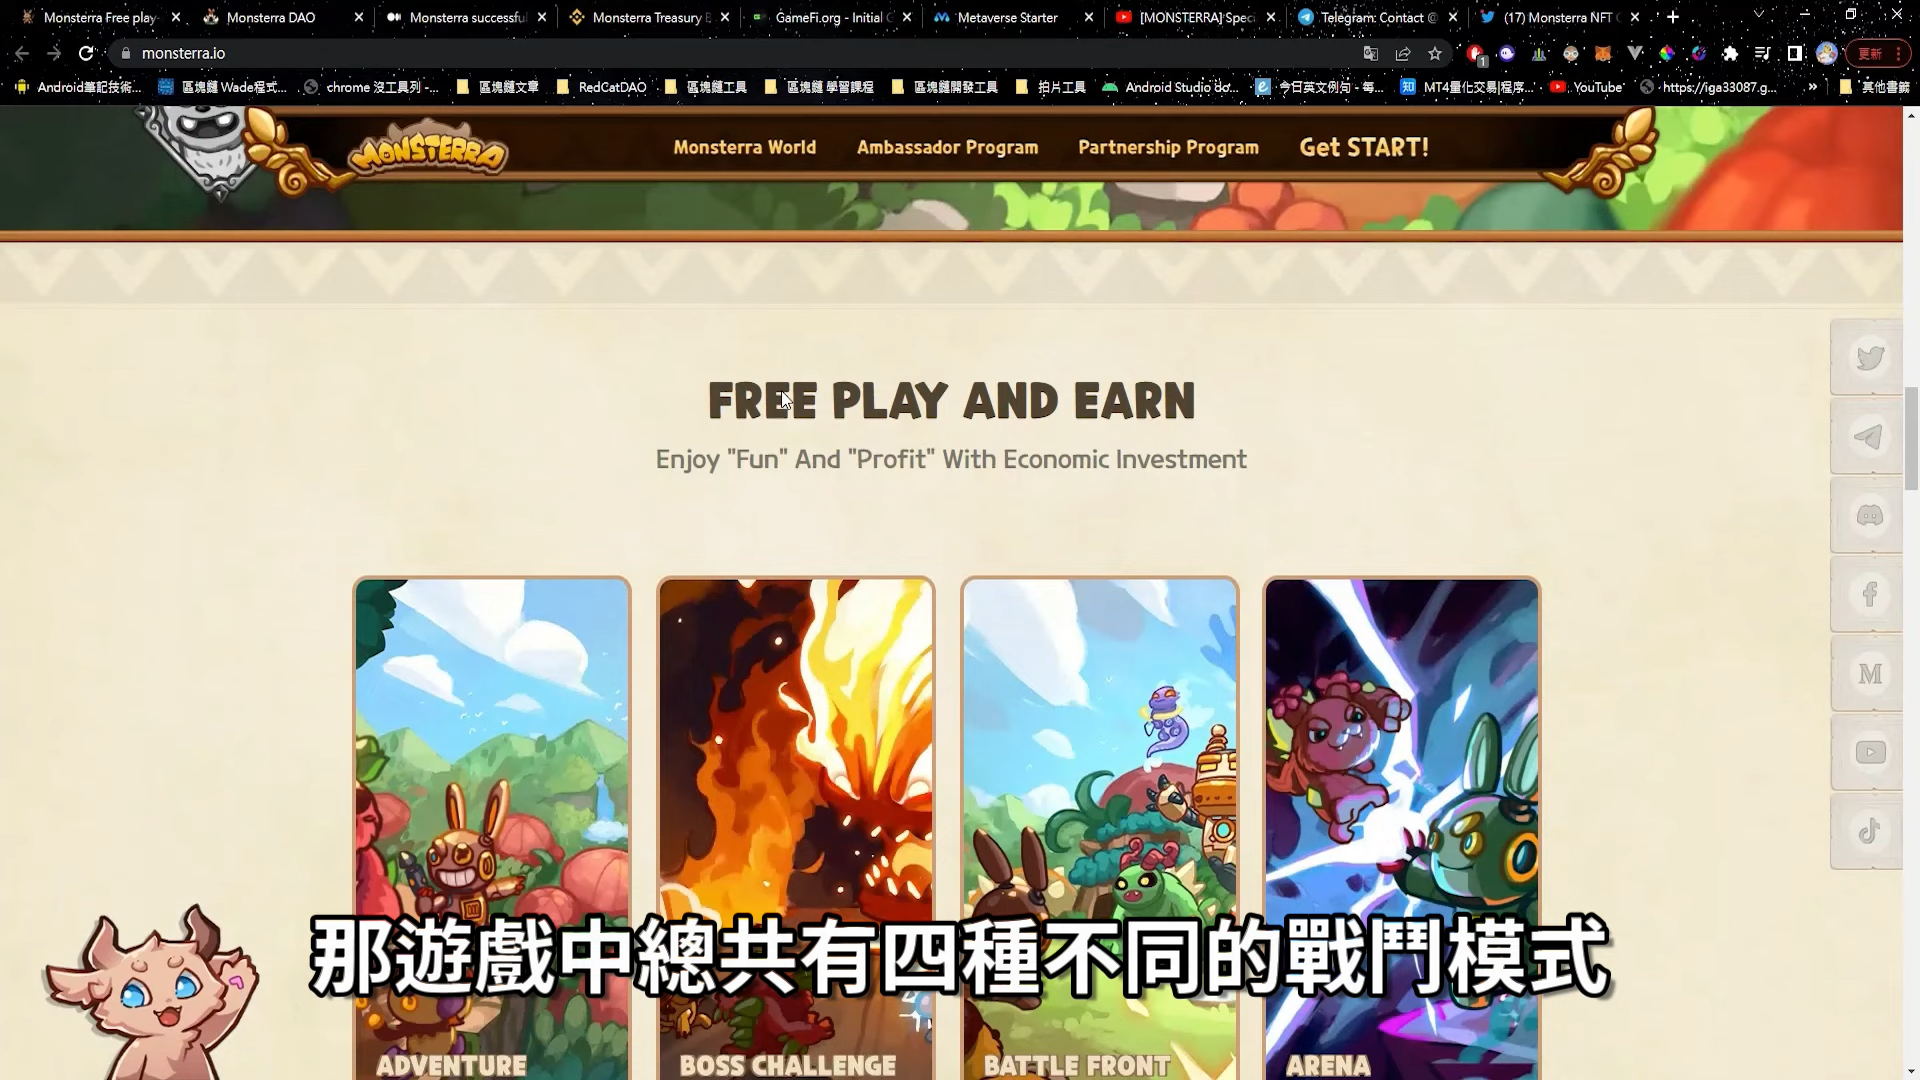 Monsterra Free play
Monsterra DAO
Monsterra successful
Monsterra Treasury B
GameFi.org - Initial G
Metaverse Starter
[MONSTERRA] Speci
Telegram: Contact @
(17) Monsterra NFT G
monsterra.io
1
更新
Android筆記技術...
區塊鏈 Wade程式...
chrome 沒工具列 -...
區塊鏈文章
RedCatDAO
區塊鏈工具
區塊鏈 學習課程
區塊鏈開發工具
拍片工具
Android Studio do...
今日英文例句 - 每...
知 MT4量化交易|程序...
YouTube
https://iga33087.g...
»
其他書籤
MONSTERRA
Monsterra World
Ambassador Program
Partnership Program
Get START!
FREE PLAY AND EARN
Enjoy "Fun" And "Profit" With Economic Investment
那遊戲中總共有四種不同的戰鬥模式
ADVENTURE
BOSS CHALLENGE
BATTLE FRONT
ARENA